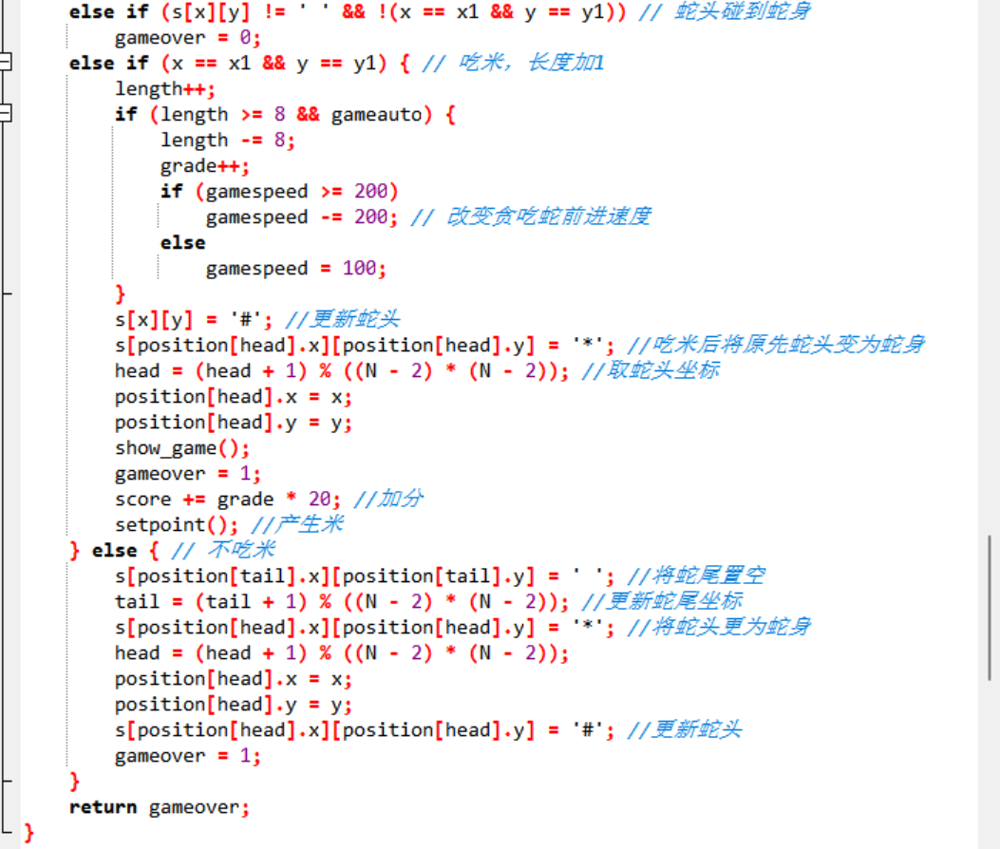 else if (s[x][y] != ' ' && !(x == x1 && y == y1)) // 蛇头碰到蛇身
gameover = 0;
else if (x == x1 && y == y1) { // 吃米，长度加1
length++;
if (length >= 8 && gameauto) {
length -= 8;
grade++;
if (gamespeed >= 200)
gamespeed -= 200; // 改变贪吃蛇前进速度
else
gamespeed = 100;
}
s[x][y] = '#'; //更新蛇头
s[position[head].x][position[head].y] = '*'; //吃米后将原先蛇头变为蛇身
head = (head + 1) % ((N - 2) * (N - 2)); //取蛇头坐标
position[head].x = x;
position[head].y = y;
show_game();
gameover = 1;
score += grade * 20; //加分
setpoint(); //产生米
} else { // 不吃米
s[position[tail].x][position[tail].y] = ' '; //将蛇尾置空
tail = (tail + 1) % ((N - 2) * (N - 2)); //更新蛇尾坐标
s[position[head].x][position[head].y] = '*'; //将蛇头更为蛇身
head = (head + 1) % ((N - 2) * (N - 2));
position[head].x = x;
position[head].y = y;
s[position[head].x][position[head].y] = '#'; //更新蛇头
gameover = 1;
}
return gameover;
}